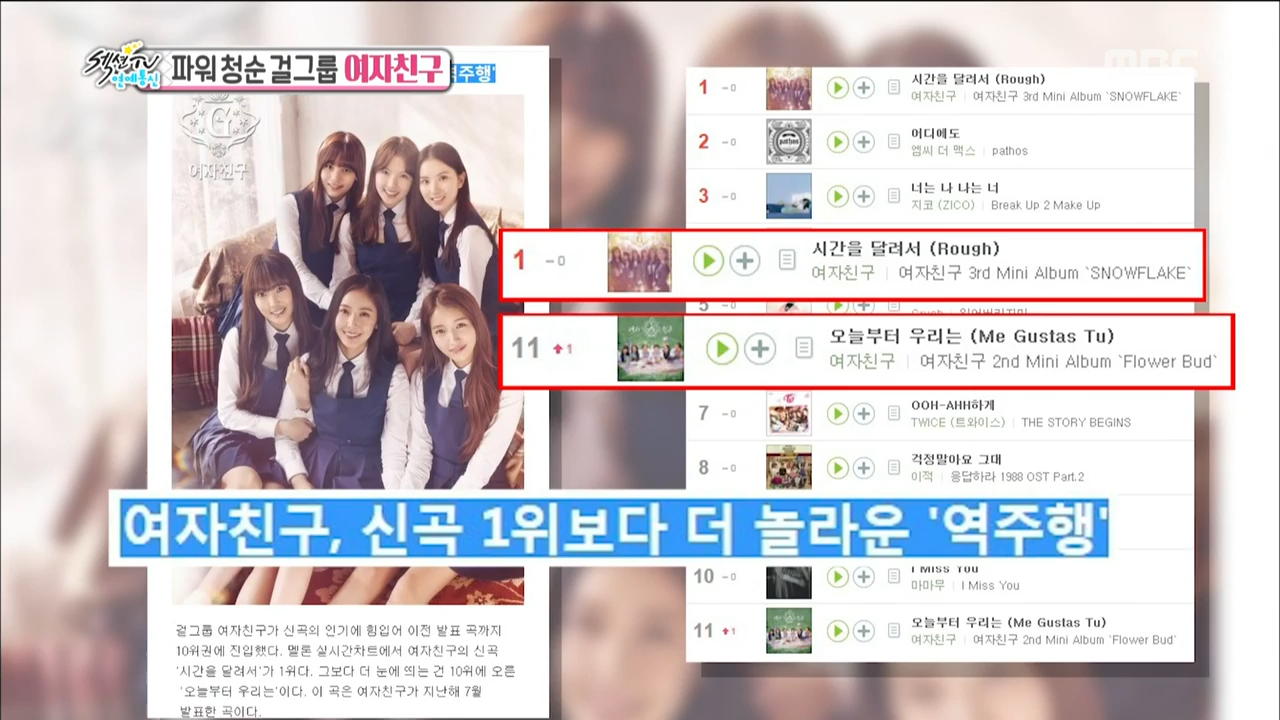 섹션TV
연예통신
파워 청순 걸그룹 여자친구
역주행'
MBC
G
여자친구
1 - 0 시간을 달려서 (Rough)
여자친구 | 여자친구 3rd Mini Album `SNOWFLAKE`
2 - 0 pathos 어디에도
엠씨 더 맥스 | pathos
3 - 0 너는 나 나는 너
지코 (ZICO) | Break Up 2 Make Up
1 - 0 시간을 달려서 (Rough)
여자친구 | 여자친구 3rd Mini Album `SNOWFLAKE`
5 - 0
11 1 오늘부터 우리는 (Me Gustas Tu)
여자친구 | 여자친구 2nd Mini Album `Flower Bud`
7 - 0 OOH-AHH하게
TWICE (트와이스) | THE STORY BEGINS
8 - 0 걱정말아요 그대
이적 | 응답하라 1988 OST Part.2
여자친구, 신곡 1위보다 더 놀라운 '역주행'
10 - 0 I Miss You
마마무 | I Miss You
11 1 오늘부터 우리는 (Me Gustas Tu)
여자친구 | 여자친구 2nd Mini Album `Flower Bud`
걸그룹 여자친구가 신곡의 인기에 힘입어 이전 발표 곡까지
10위권에 진입했다. 멜론 실시간차트에서 여자친구의 신곡
'시간을 달려서'가 1위다. 그보다 더 눈에 띄는 건 10위에 오른
'오늘부터 우리는'이다. 이 곡은 여자친구가 지난해 7월
발표한 곡이다.